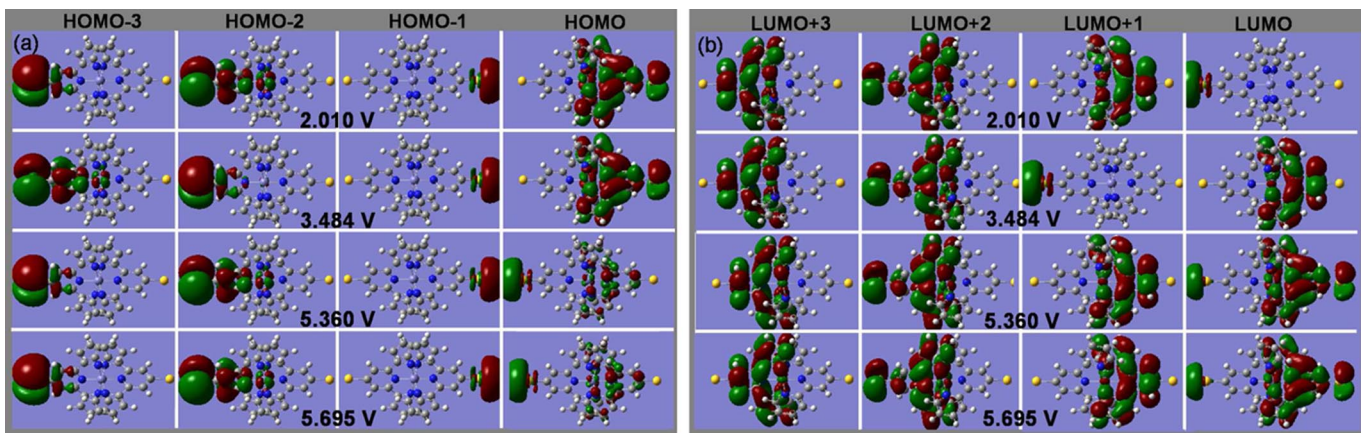 HOMO-3 HOMO-2 HOMO-1 HOMO
(a)
2.010 V
3.484 V
5.360 V
5.695 V
LUMO+3 LUMO+2 LUMO+1 LUMO
(b)
2.010 V
3.484 V
5.360 V
5.695 V